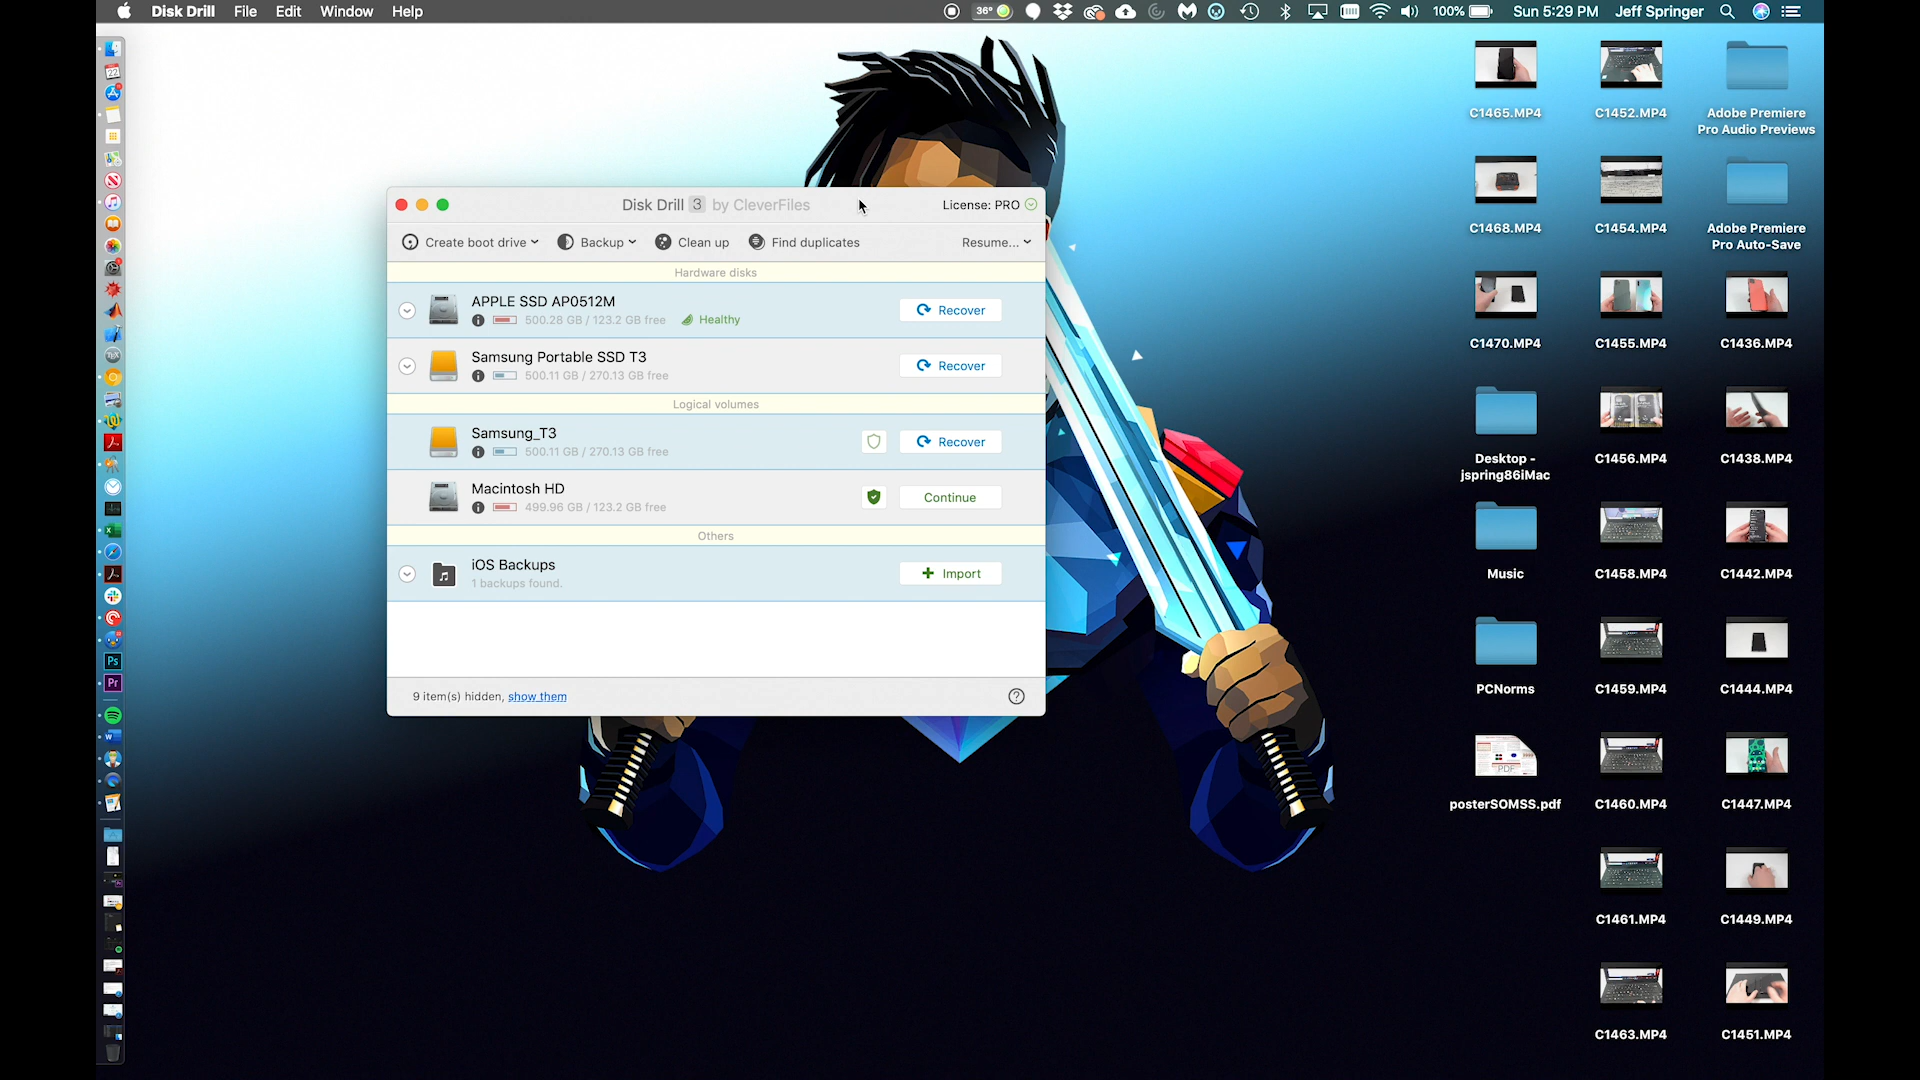 Disk Drill File Edit Window Help
36° 100% Sun 5:29 PM Jeff Springer
22
Disk Drill 3 by CleverFiles
License: PRO
Create boot drive Backup Clean up Find duplicates Resume...
Hardware disks
APPLE SSD AP0512M
500.28 GB / 123.2 GB free Healthy
Recover
Samsung Portable SSD T3
500.11 GB / 270.13 GB free
Recover
Logical volumes
Samsung_T3
500.11 GB / 270.13 GB free
Recover
Macintosh HD
499.96 GB / 123.2 GB free
Continue
Others
iOS Backups
1 backups found.
Import
9 item(s) hidden, show them
Ps
Pr
C1465.MP4 C1452.MP4 Adobe Premiere
Pro Audio Previews
C1468.MP4 C1454.MP4 Adobe Premiere
Pro Auto-Save
C1470.MP4 C1455.MP4 C1436.MP4
Desktop - C1456.MP4 C1438.MP4
jspring86iMac
Music C1458.MP4 C1442.MP4
PCNorms C1459.MP4 C1444.MP4
PDF
posterSOMSS.pdf C1460.MP4 C1447.MP4
C1461.MP4 C1449.MP4
C1463.MP4 C1451.MP4